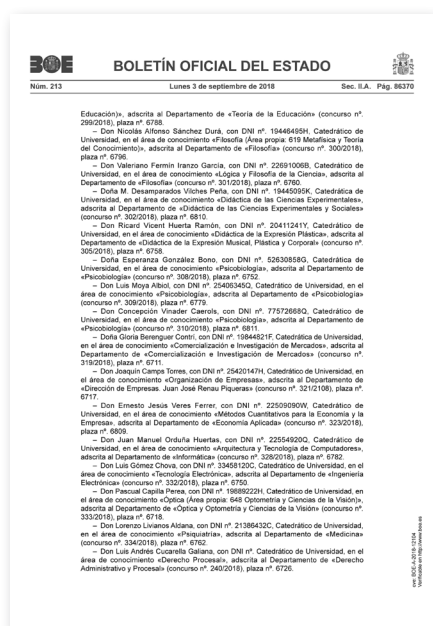 BOE
BOLETÍN OFICIAL DEL ESTADO
Núm. 213 Lunes 3 de septiembre de 2018 Sec. II.A. Pág. 86370
Educación)», adscrita al Departamento de «Teoría de la Educación» (concurso nº.
299/2018), plaza nº. 6788.
– Don Nicolás Alfonso Sánchez Durá, con DNI nº. 19446495H, Catedrático de
Universidad, en el área de conocimiento «Filosofía (Área propia: 619 Metafísica y Teoría
del Conocimiento)», adscrita al Departamento de «Filosofía» (concurso nº. 300/2018),
plaza nº. 6796.
– Don Valeriano Fermín Iranzo García, con DNI nº. 22691006B, Catedrático de
Universidad, en el área de conocimiento «Lógica y Filosofía de la Ciencia», adscrita al
Departamento de «Filosofía» (concurso nº. 301/2018), plaza nº. 6760.
– Doña M. Desamparados Vilches Peña, con DNI nº. 19445095K, Catedrática de
Universidad, en el área de conocimiento «Didáctica de las Ciencias Experimentales»,
adscrita al Departamento de «Didáctica de las Ciencias Experimentales y Sociales»
(concurso nº. 302/2018), plaza nº. 6810.
– Don Ricard Vicent Huerta Ramón, con DNI nº. 20411241Y, Catedrático de
Universidad, en el área de conocimiento «Didáctica de la Expresión Plástica», adscrita al
Departamento de «Didáctica de la Expresión Musical, Plástica y Corporal» (concurso nº.
305/2018), plaza nº. 6758.
– Doña Esperanza González Bono, con DNI nº. 52630858G, Catedrática de
Universidad, en el área de conocimiento «Psicobiología», adscrita al Departamento de
«Psicobiología» (concurso nº. 308/2018), plaza nº. 6752.
– Don Luis Moya Albiol, con DNI nº. 25406345Q, Catedrático de Universidad, en el
área de conocimiento «Psicobiología», adscrita al Departamento de «Psicobiología»
(concurso nº. 309/2018), plaza nº. 6779.
– Don Concepción Vinader Caerols, con DNI nº. 77572668Q, Catedrático de
Universidad, en el área de conocimiento «Psicobiología», adscrita al Departamento de
«Psicobiología» (concurso nº. 310/2018), plaza nº. 6811.
– Doña Gloria Berenguer Contrí, con DNI nº. 19844821F, Catedrática de Universidad,
en el área de conocimiento «Comercialización e Investigación de Mercados», adscrita al
Departamento de «Comercialización e Investigación de Mercados» (concurso nº.
319/2018), plaza nº. 6711.
– Don Joaquín Camps Torres, con DNI nº. 25420147H, Catedrático de Universidad, en
el área de conocimiento «Organización de Empresas», adscrita al Departamento de
«Dirección de Empresas. Juan José Renau Piqueras» (concurso nº. 321/2108), plaza nº.
6717.
– Don Ernesto Jesús Veres Ferrer, con DNI nº. 22509090W, Catedrático de
Universidad, en el área de conocimiento «Métodos Cuantitativos para la Economía y la
Empresa», adscrita al Departamento de «Economía Aplicada» (concurso nº. 323/2018),
plaza nº. 6809.
– Don Juan Manuel Orduña Huertas, con DNI nº. 22554920Q, Catedrático de
Universidad, en el área de conocimiento «Arquitectura y Tecnología de Computadores»,
adscrita al Departamento de «Informática» (concurso nº. 328/2018), plaza nº. 6782.
– Don Luis Gómez Chova, con DNI nº. 33458120C, Catedrático de Universidad, en el
área de conocimiento «Tecnología Electrónica», adscrita al Departamento de «Ingeniería
Electrónica» (concurso nº. 332/2018), plaza nº. 6750.
– Don Pascual Capilla Perea, con DNI nº. 19889222H, Catedrático de Universidad, en
el área de conocimiento «Óptica (Área propia: 648 Optometría y Ciencias de la Visión)»,
adscrita al Departamento de «Óptica y Optometría y Ciencias de la Visión» (concurso nº.
333/2018), plaza nº. 6718.
– Don Lorenzo Livianos Aldana, con DNI nº. 21386432C, Catedrático de Universidad,
en el área de conocimiento «Psiquiatría», adscrita al Departamento de «Medicina»
(concurso nº. 334/2018), plaza nº. 6762.
– Don Luis Andrés Cucarella Galiana, con DNI nº. Catedrático de Universidad, en el
área de conocimiento «Derecho Procesal», adscrita al Departamento de «Derecho
Administrativo y Procesal» (concurso nº. 240/2018), plaza nº. 6726.
cve: BOE-A-2018-12104
Verificable en http://www.boe.es